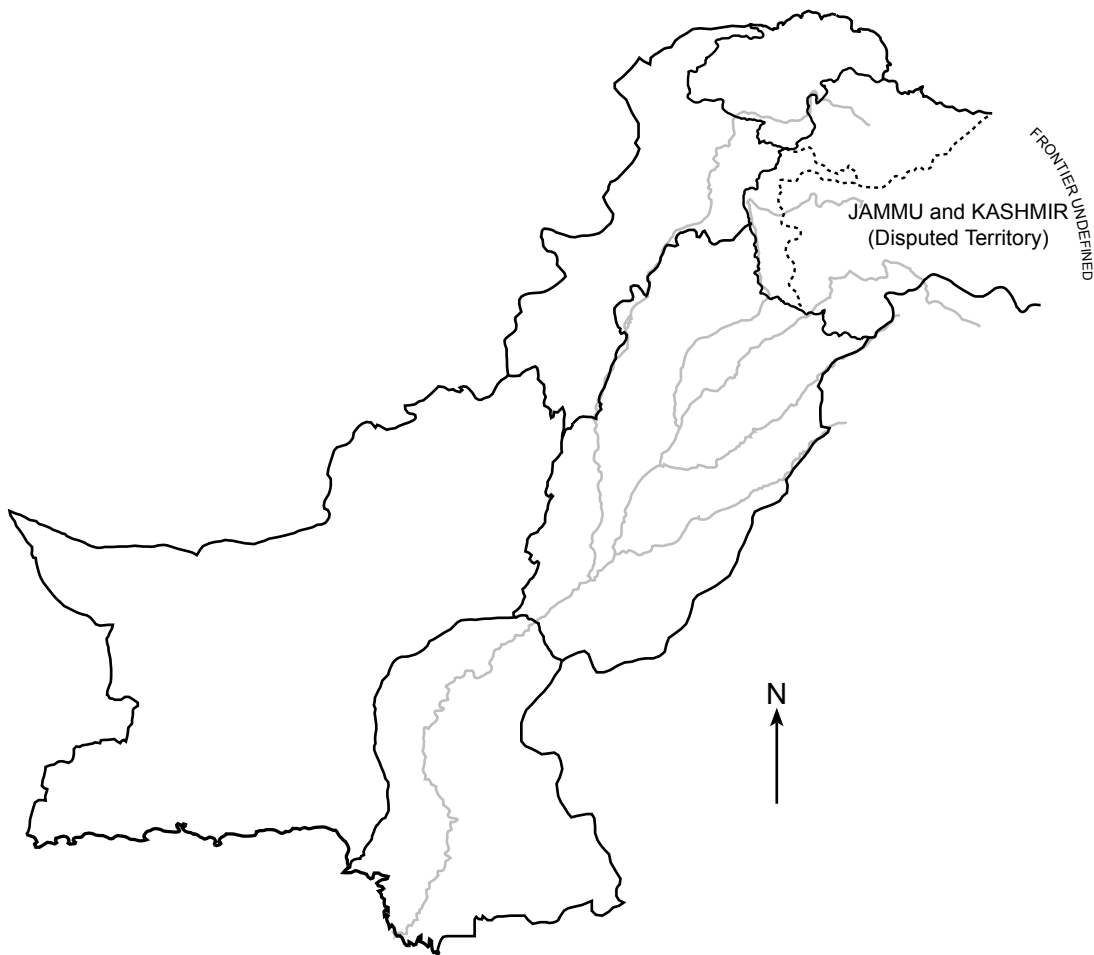 FRONTIER UNDEFINED
JAMMU and KASHMIR
(Disputed Territory)
N